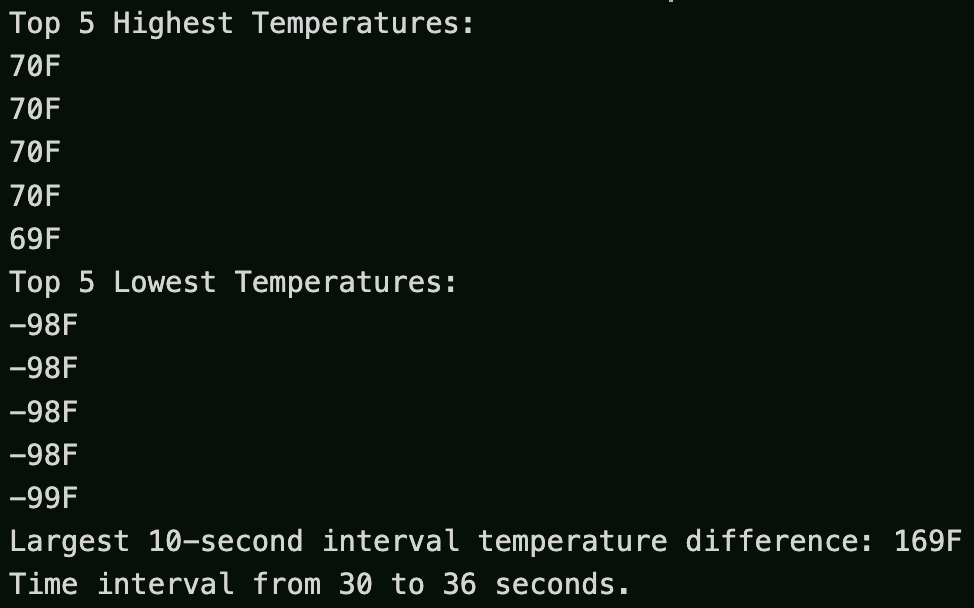 Top 5 Highest Temperatures:
70F
70F
70F
70F
69F
Top 5 Lowest Temperatures:
-98F
-98F
-98F
-98F
-99F
Largest 10-second interval temperature difference: 169F
Time interval from 30 to 36 seconds.